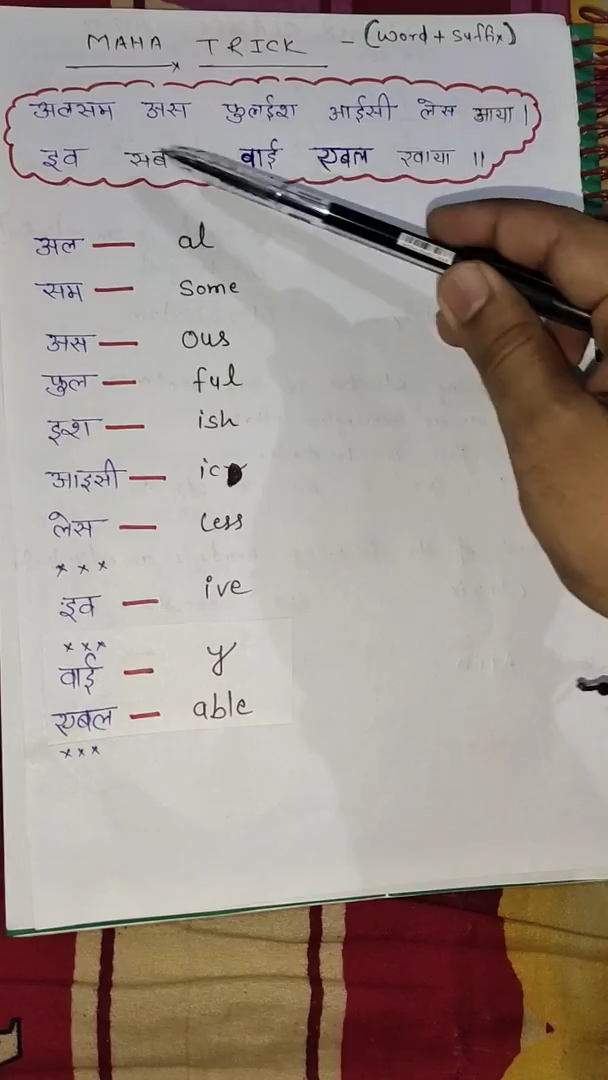 MAHA TRICK - (word + suffix)
अलसम अस फुलईश आईसी लेस आया।
इव सब वाई एबल खाया ॥
अल — al
सम — some
अस — ous
फुल — ful
इश — ish
आइसी — ic
लेस — less
× × ×
इव — ive
× × ×
वाई — y
एबल — able
× × ×